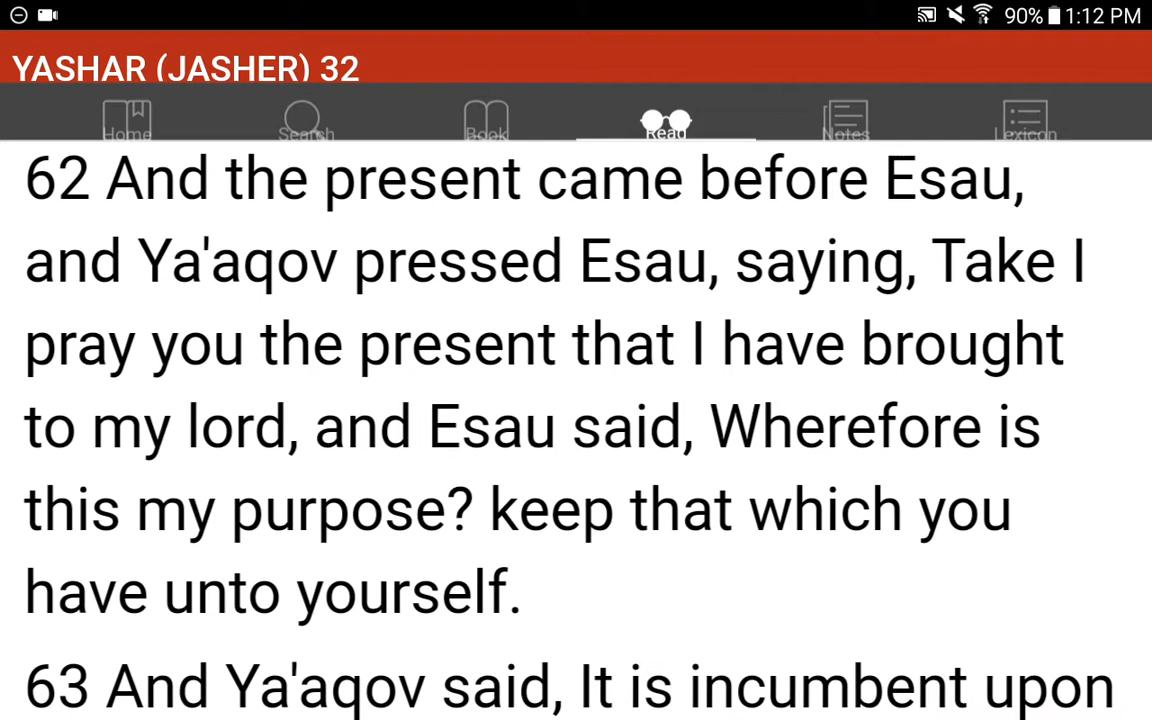 90% 1:12 PM
YASHAR (JASHER) 32
Home Search Book Read Notes Lexicon
62 And the present came before Esau,
and Ya'aqov pressed Esau, saying, Take I
pray you the present that I have brought
to my lord, and Esau said, Wherefore is
this my purpose? keep that which you
have unto yourself.
63 And Ya'aqov said, It is incumbent upon